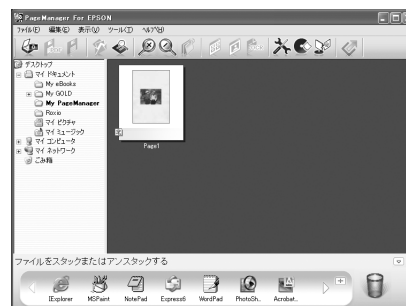 PageManager For EPSON
ファイル(F) 編集(E) 表示(V) ツール(T) ヘルプ(H)
デスクトップ
マイ ドキュメント
My eBooks
My GOLD
My PageManager
Roxio
マイ ピクチャ
マイ ミュージック
マイ コンピュータ
マイ ネットワーク
ごみ箱
Page1
ファイルをスタックまたはアンスタックする
IExplorer MSPaint NotePad Express6 WordPad PhotoSh.. Acrobat..